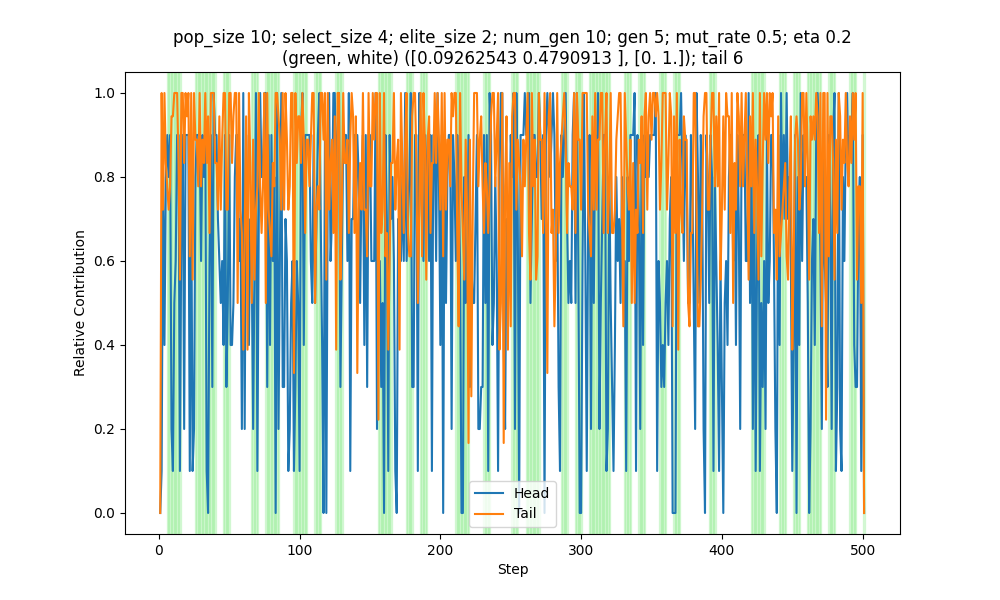 pop_size 10; select_size 4; elite_size 2; num_gen 10; gen 5; mut_rate 0.5; eta 0.2
(green, white) ([0.09262543 0.4790913 ], [0. 1.]); tail 6
1.0
0.8
0.6
0.4
0.2
0.0
Relative Contribution
Head
Tail
0
100
200
300
400
500
Step